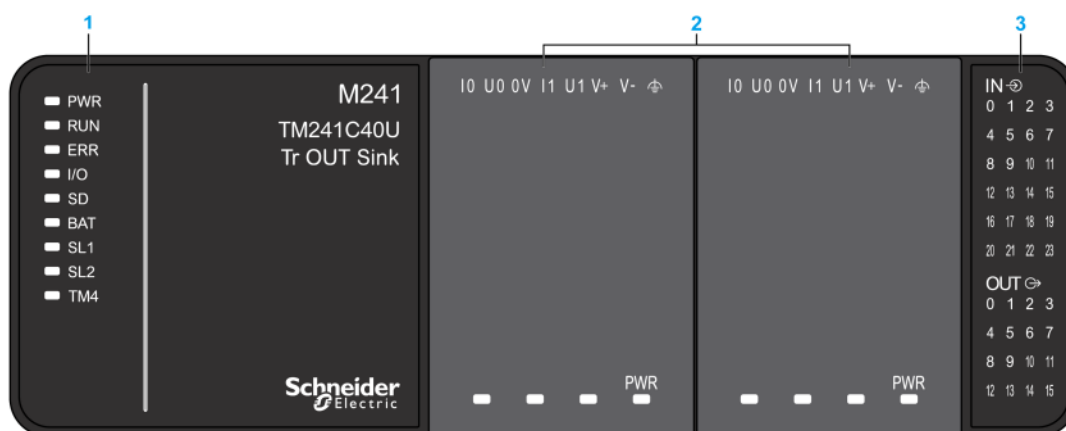 1
2
3
PWR
RUN
ERR
I/O
SD
BAT
SL1
SL2
TM4
M241
TM241C40U
Tr OUT Sink
Schneider
Electric
I0 U0 0V I1 U1 V+ V-
PWR
I0 U0 0V I1 U1 V+ V-
PWR
IN
0 1 2 3
4 5 6 7
8 9 10 11
12 13 14 15
16 17 18 19
20 21 22 23
OUT
0 1 2 3
4 5 6 7
8 9 10 11
12 13 14 15